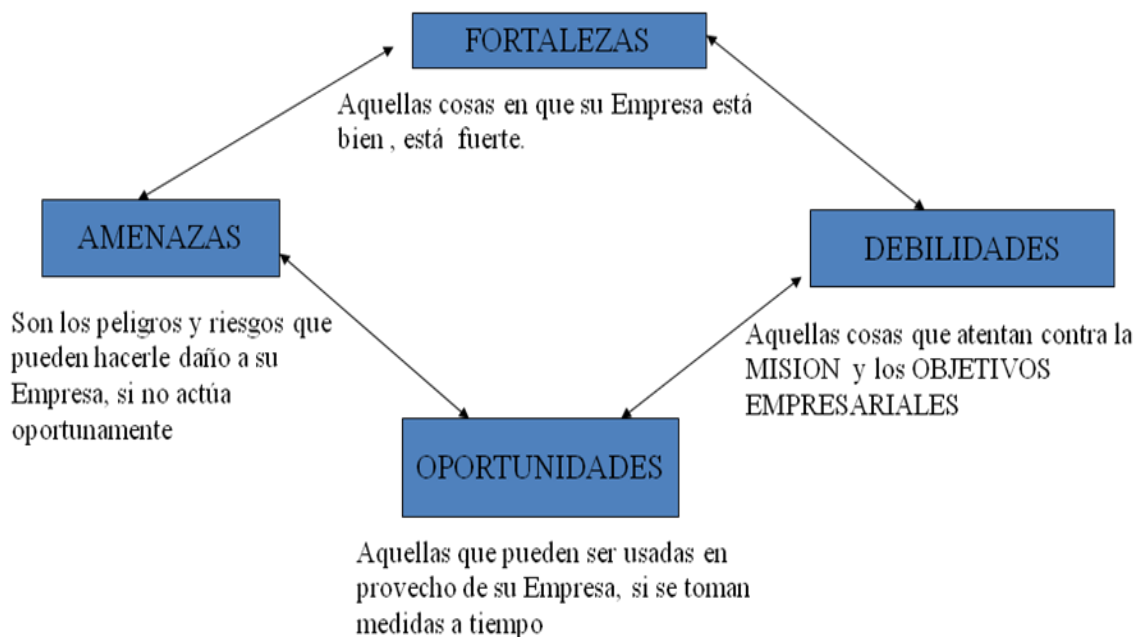 FORTALEZAS
Aquellas cosas en que su Empresa está
bien , está fuerte.
AMENAZAS
Son los peligros y riesgos que
pueden hacerle daño a su
Empresa, si no actúa
oportunamente
DEBILIDADES
Aquellas cosas que atentan contra la
MISION y los OBJETIVOS
EMPRESARIALES
OPORTUNIDADES
Aquellas que pueden ser usadas en
provecho de su Empresa, si se toman
medidas a tiempo